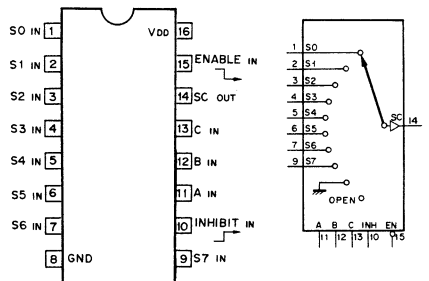 S0 IN 1
S1 IN 2
S2 IN 3
S3 IN 4
S4 IN 5
S5 IN 6
S6 IN 7
8 GND
VDD 16
15 ENABLE IN
14 SC OUT
13 C IN
12 B IN
11 A IN
10 INHIBIT IN
9 S7 IN
1 S0
2 S1
3 S2
4 S3
5 S4
6 S5
7 S6
9 S7
SC 14
OPEN
A B C INH EN
11 12 13 10 15